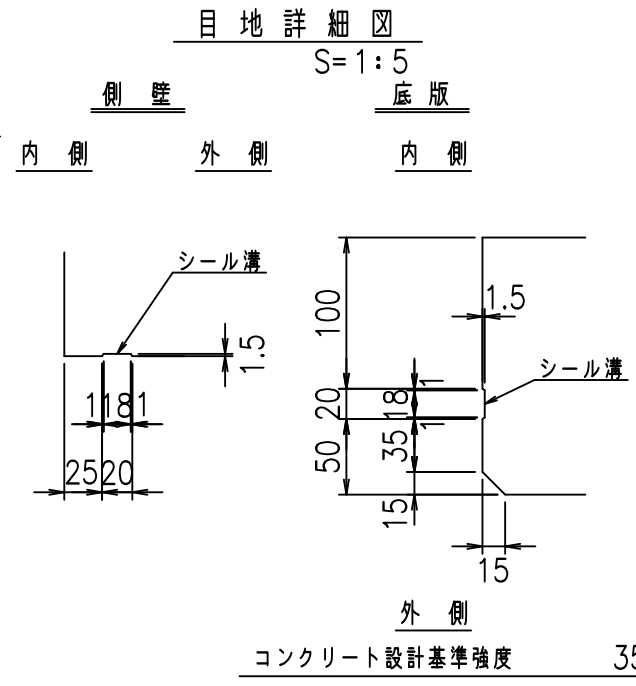 目地詳細図
S=1:5
側壁
底版
内側
外側
内側
シール溝
1.5
1 18 1
25 20
100
20
50
1
18
1
35
15
1.5
シール溝
15
外側
コンクリート設計基準強度 35